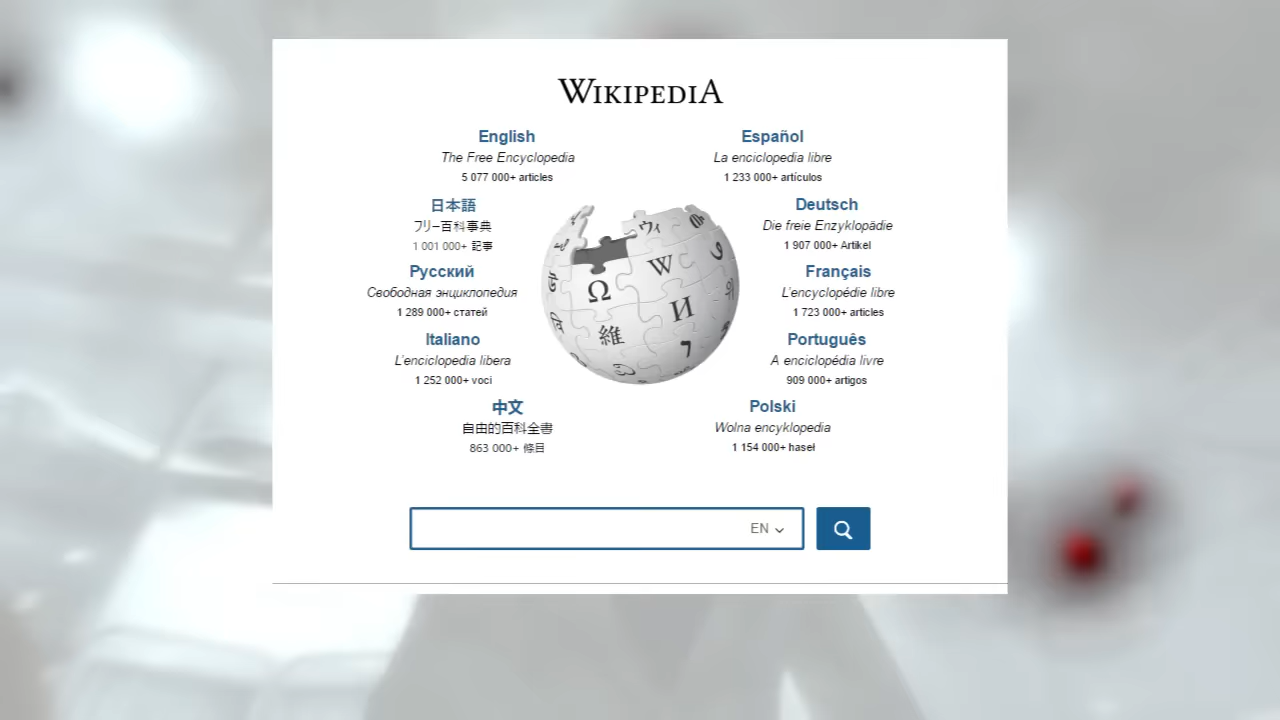 WIKIPEDIA
English
The Free Encyclopedia
5 077 000+ articles
Español
La enciclopedia libre
1 233 000+ artículos
日本語
フリー百科事典
1 001 000+ 記事
Deutsch
Die freie Enzyklopädie
1 907 000+ Artikel
Русский
Свободная энциклопедия
1 289 000+ статей
Français
L'encyclopédie libre
1 723 000+ articles
Italiano
L'enciclopedia libera
1 252 000+ voci
Português
A enciclopédia livre
909 000+ artigos
中文
自由的百科全書
863 000+ 條目
Polski
Wolna encyklopedia
1 154 000+ haseł
ウィ
W
Ω
И
維
EN